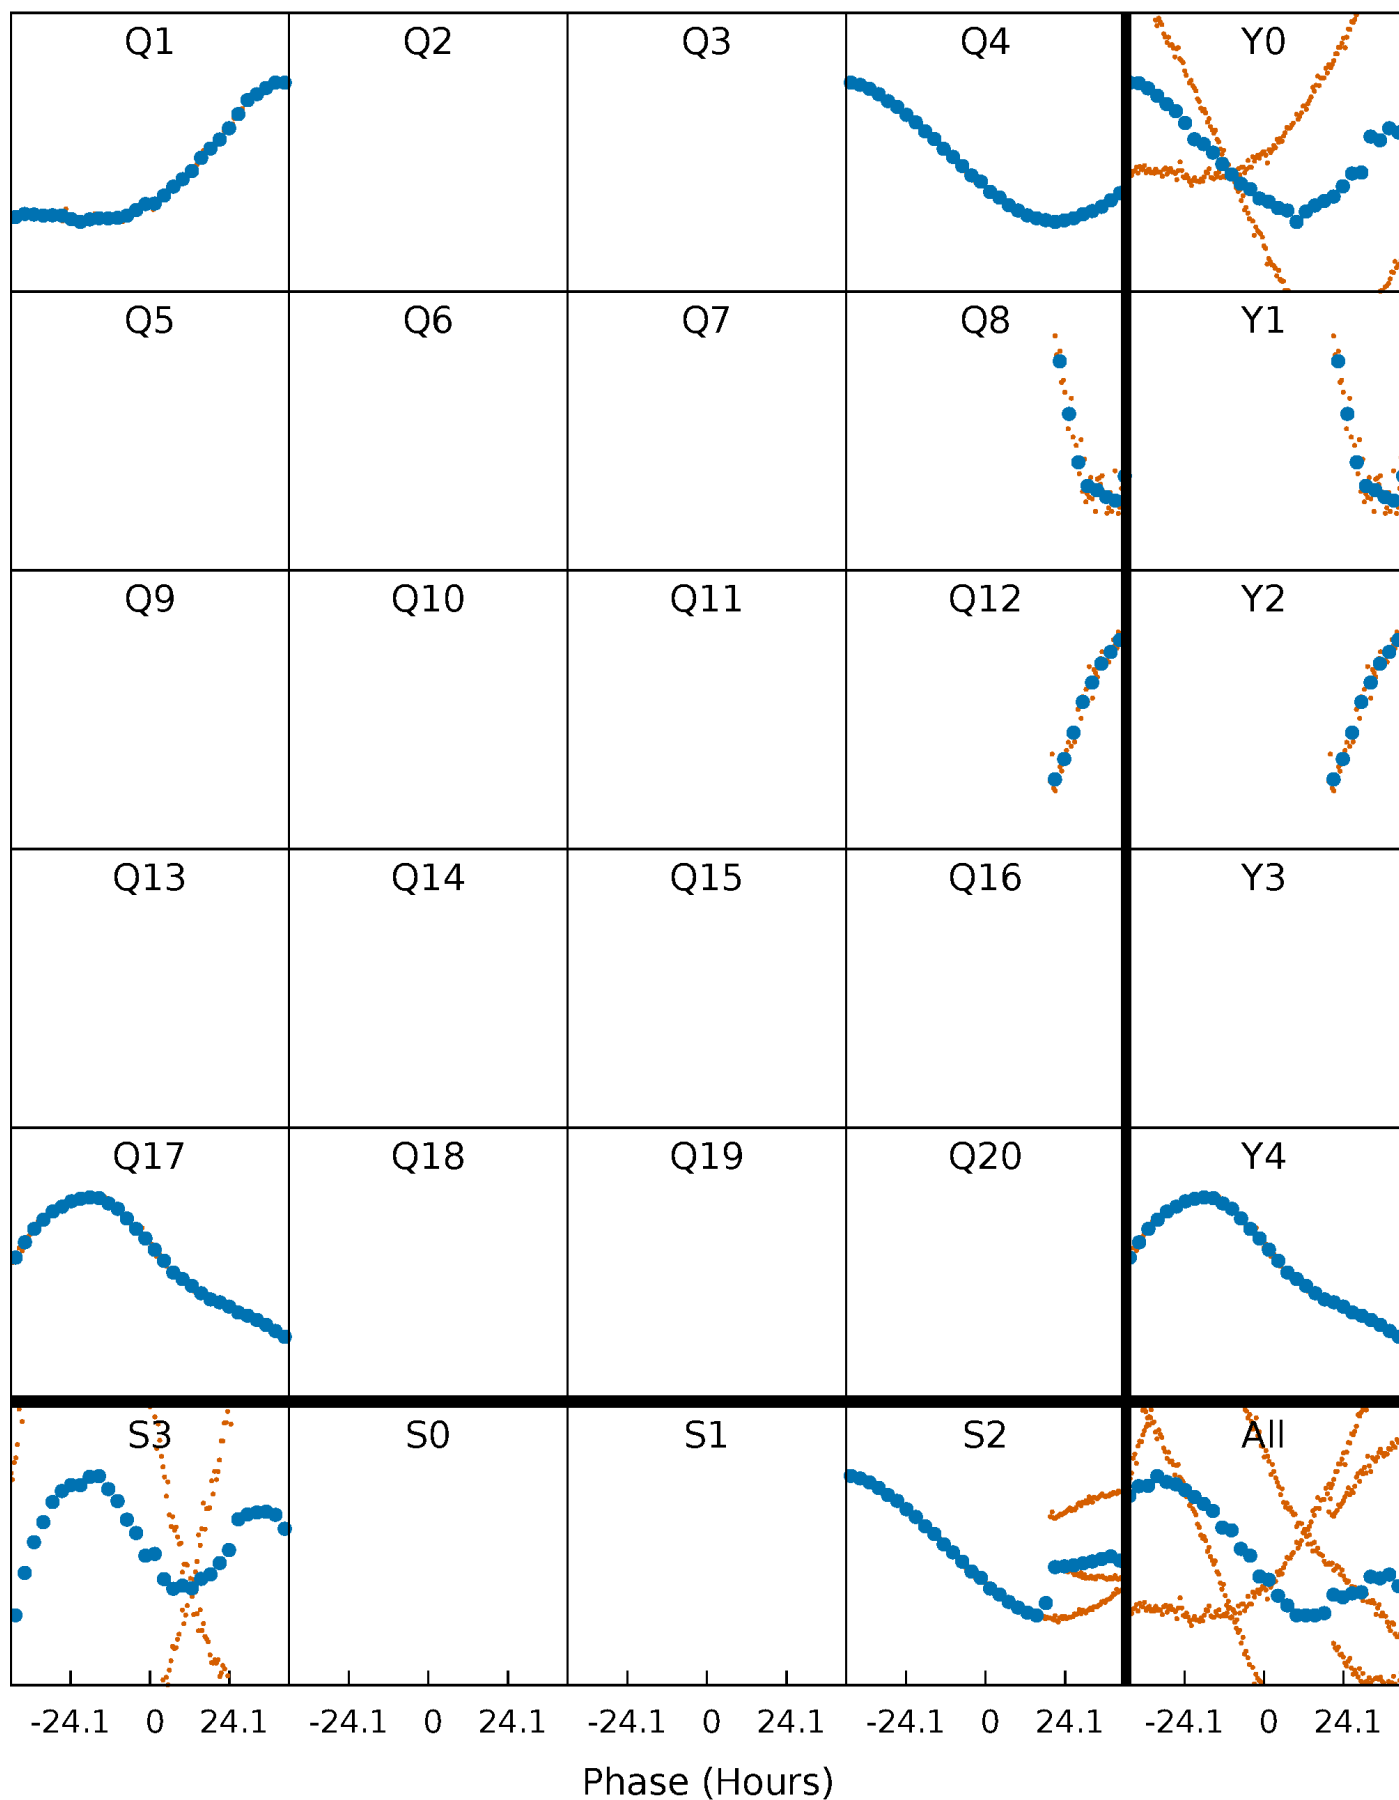 Q1 Q2 Q3 Q4 Y0
Q5 Q6 Q7 Q8 Y1
Q9 Q10 Q11 Q12 Y2
Q13 Q14 Q15 Q16 Y3
Q17 Q18 Q19 Q20 Y4
S3 S0 S1 S2 All
-24.1 0 24.1 -24.1 0 24.1 -24.1 0 24.1 -24.1 0 24.1 -24.1 0 24.1
Phase (Hours)